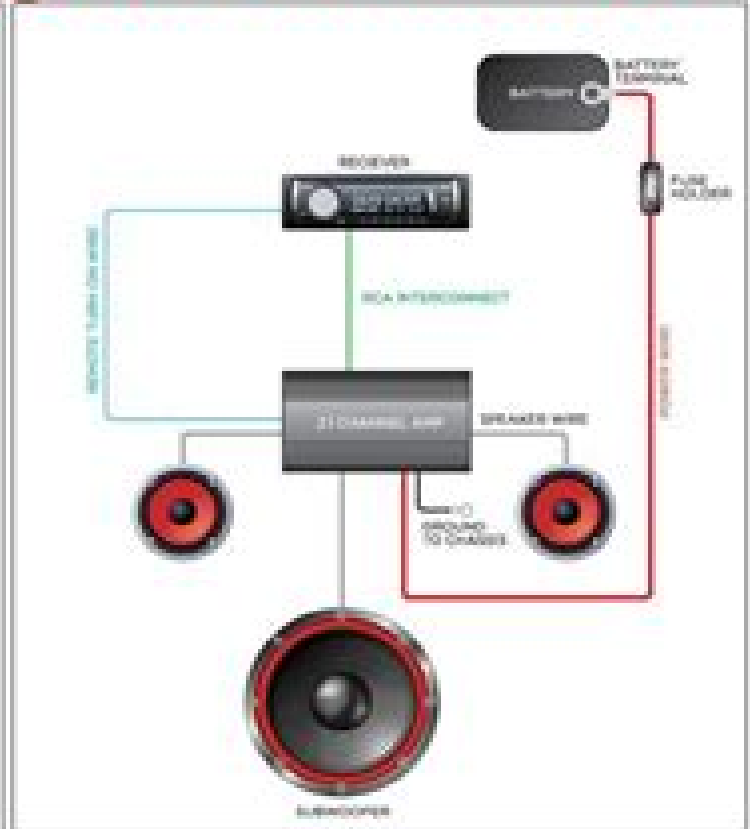 BATTERY
TERMINAL
BATTERY
RECIEVER
FUSE
HOLDER
REMOTE TURN ON WIRE
RCA INTERCONNECT
POWER WIRE
2.1 CHANNEL AMP
SPEAKER WIRE
GROUND
TO CHASSIS
SUBWOOFER